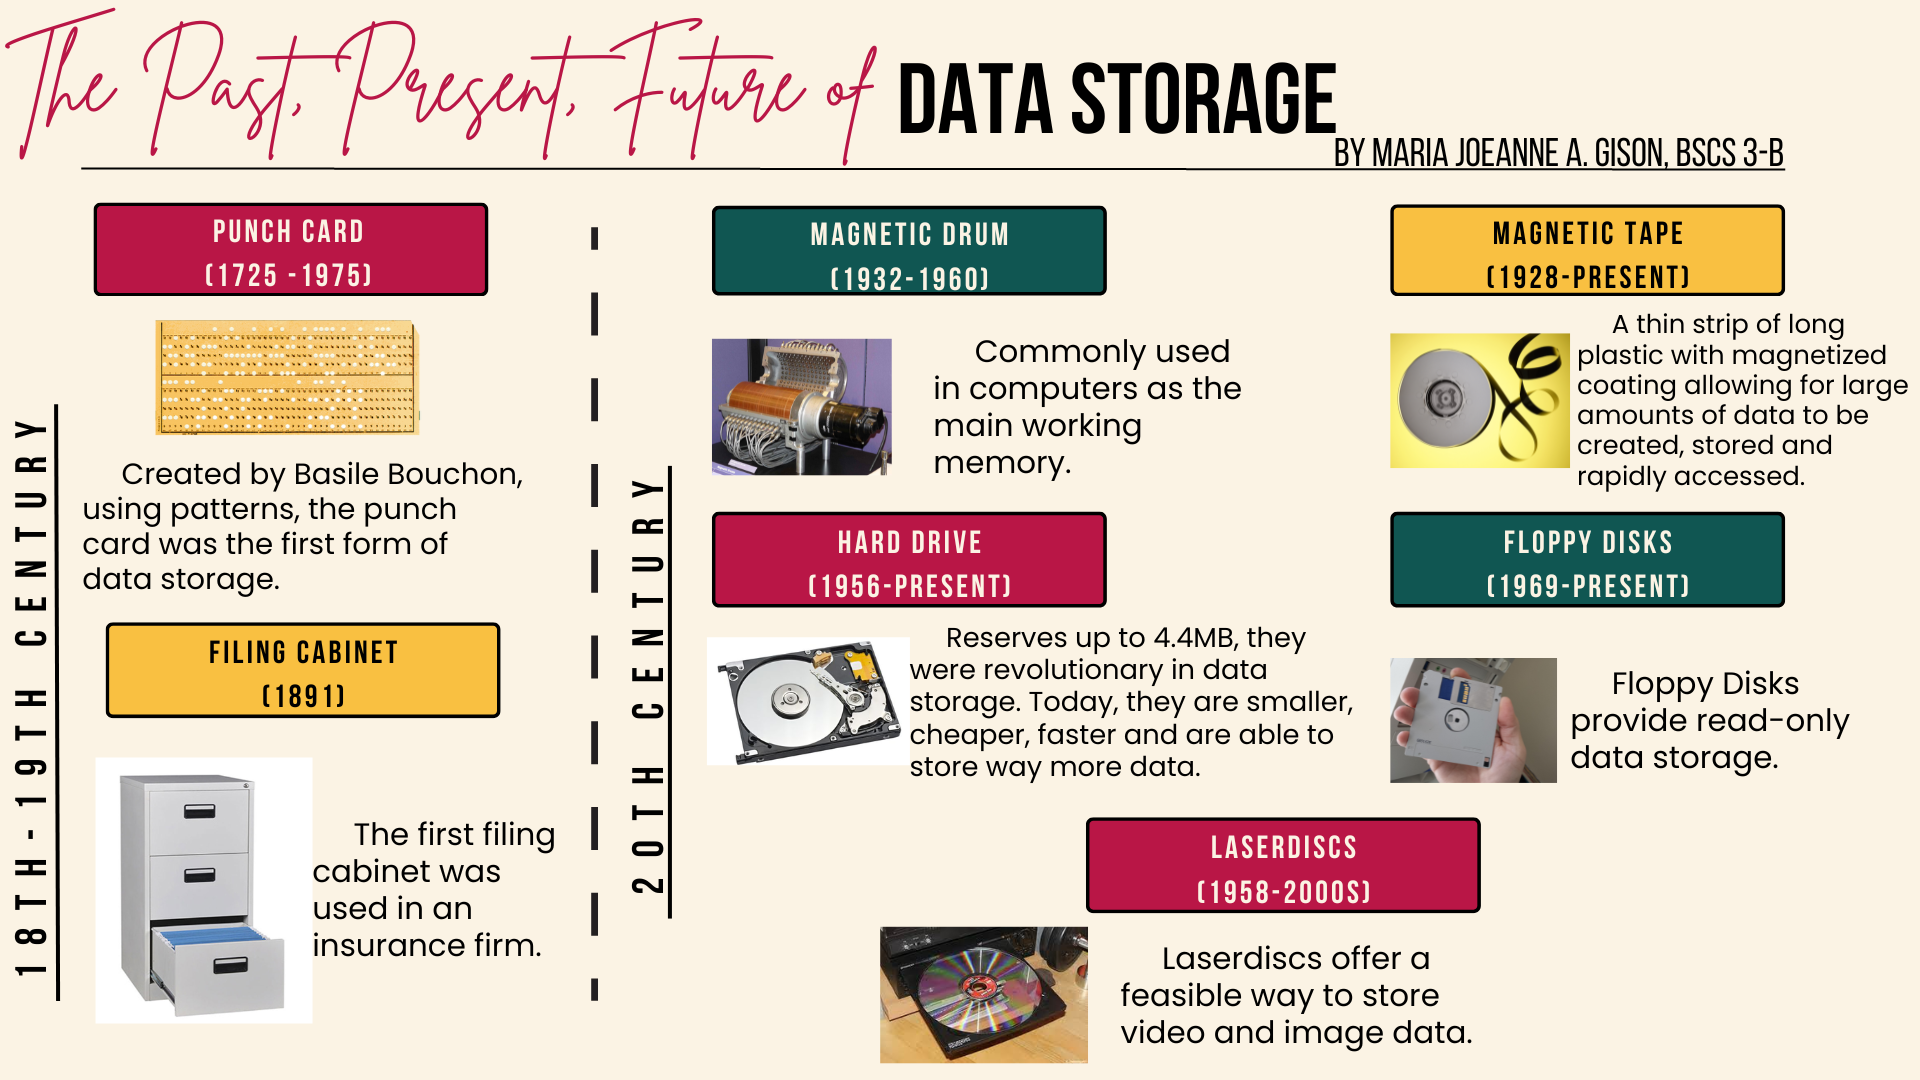 The Past, Present, Future of DATA STORAGE
BY MARIA JOEANNE A. GISON, BSCS 3-B
18TH-19TH CENTURY
PUNCH CARD
(1725 -1975)
Created by Basile Bouchon,
using patterns, the punch
card was the first form of
data storage.
FILING CABINET
(1891)
The first filing
cabinet was
used in an
insurance firm.
20TH CENTURY
MAGNETIC DRUM
(1932-1960)
Commonly used
in computers as the
main working
memory.
MAGNETIC TAPE
(1928-PRESENT)
A thin strip of long
plastic with magnetized
coating allowing for large
amounts of data to be
created, stored and
rapidly accessed.
HARD DRIVE
(1956-PRESENT)
Reserves up to 4.4MB, they
were revolutionary in data
storage. Today, they are smaller,
cheaper, faster and are able to
store way more data.
FLOPPY DISKS
(1969-PRESENT)
Floppy Disks
provide read-only
data storage.
LASERDISCS
(1958-2000S)
Laserdiscs offer a
feasible way to store
video and image data.